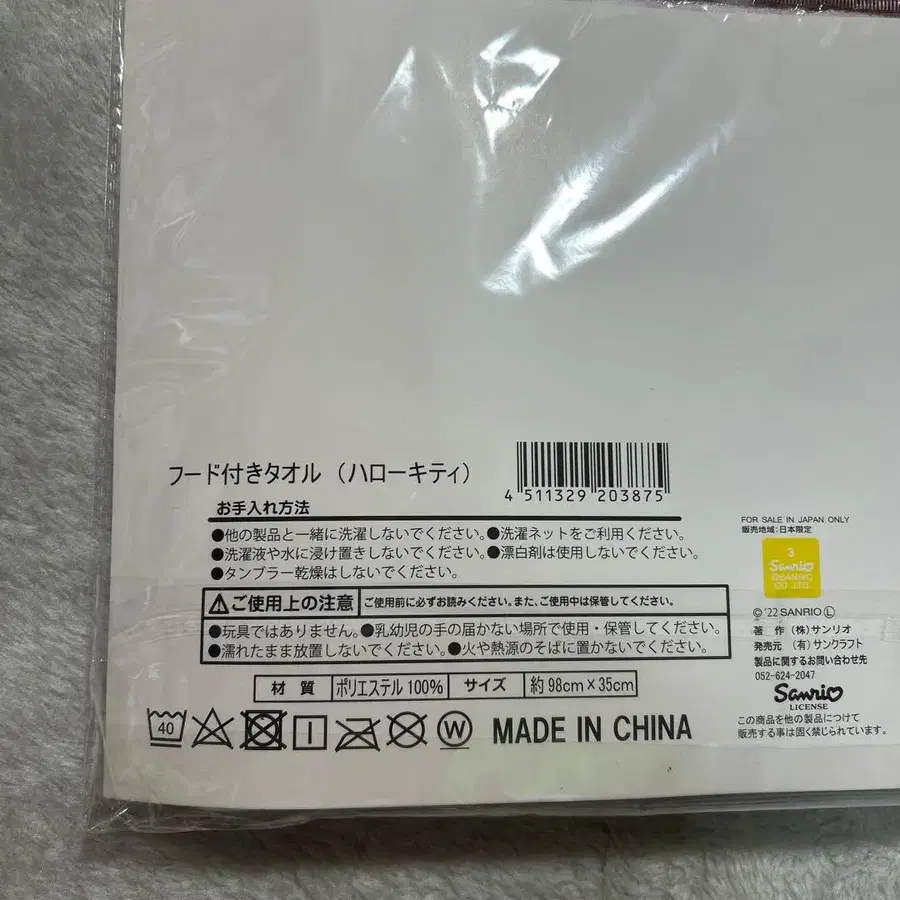 フード付きタオル（ハローキティ）
4 511329 203875
お手入れ方法
●他の製品と一緒に洗濯しないでください。●洗濯ネットをご利用ください。
●洗濯液や水に浸け置きしないでください。●漂白剤は使用しないでください。
●タンブラー乾燥はしないでください。
ご使用上の注意 ご使用前に必ずお読みください。また、ご使用中は保管してください。
●玩具ではありません。●乳幼児の手の届かない場所で使用・保管してください。
●濡れたまま放置しないでください。●火や熱源のそばに置かないでください。
材質 ポリエステル100% サイズ 約98cm×35cm
40 W MADE IN CHINA
FOR SALE IN JAPAN ONLY
販売地域:日本限定
3
Sanrio
©SANRIO
CO.,LTD.
© '22 SANRIO Ⓛ
著作 （株）サンリオ
発売元 （有）サンクラフト
製品に関するお問い合わせ先
052-624-2047
Sanrio
LICENSE
この商品を他の製品につけて
販売する事は固く禁じられています。